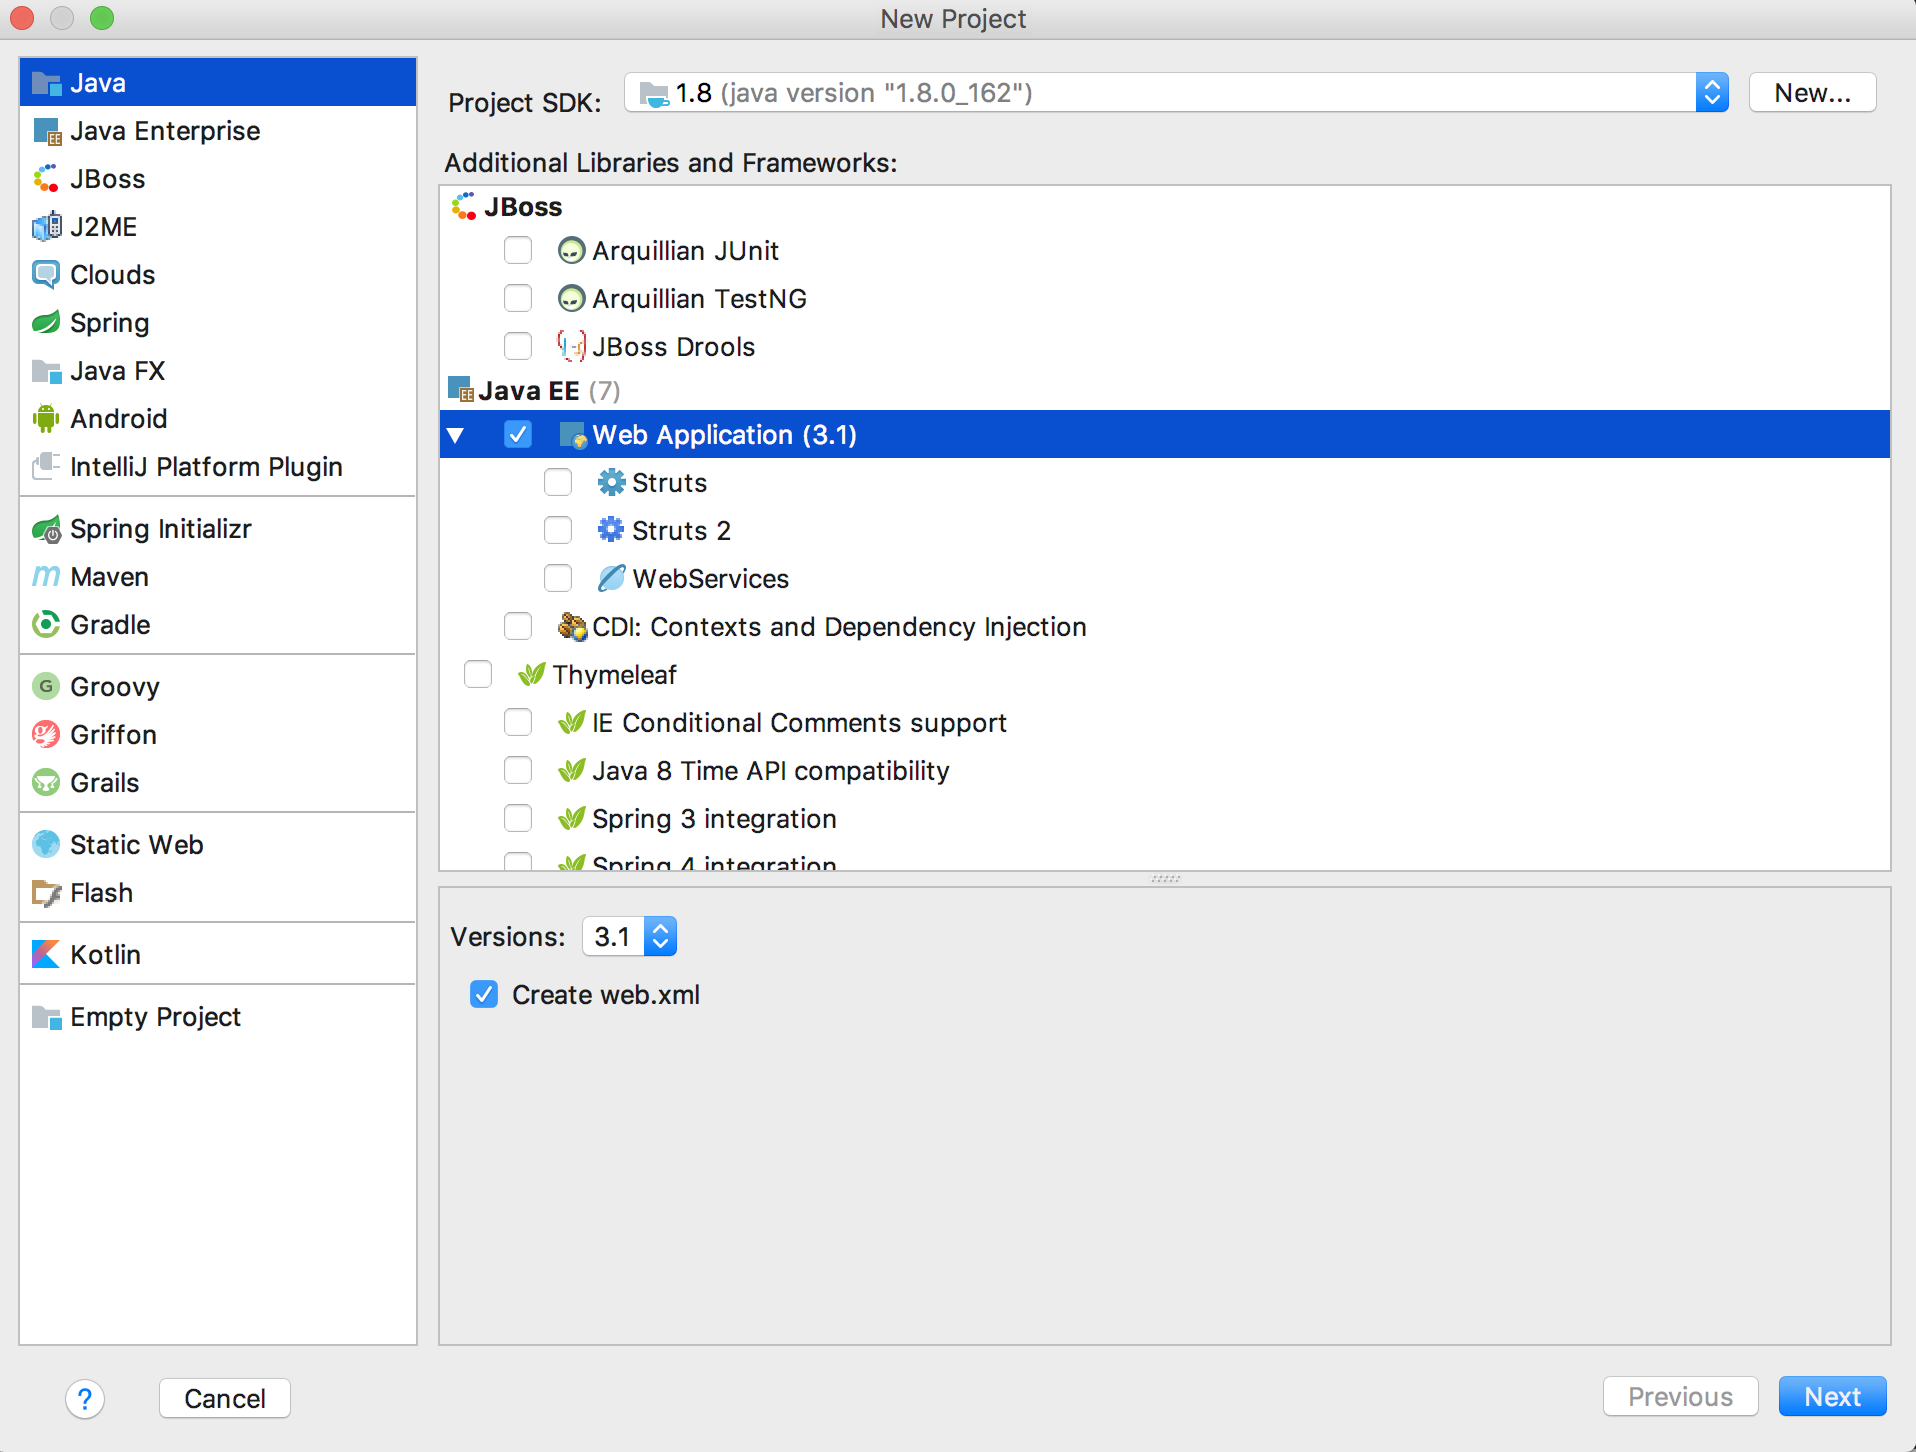 New Project
Java
Java Enterprise
JBoss
J2ME
Clouds
Spring
Java FX
Android
IntelliJ Platform Plugin
Spring Initializr
Maven
Gradle
Groovy
Griffon
Grails
Static Web
Flash
Kotlin
Empty Project
Project SDK: 1.8 (java version "1.8.0_162") New...
Additional Libraries and Frameworks:
JBoss
Arquillian JUnit
Arquillian TestNG
JBoss Drools
Java EE (7)
Web Application (3.1)
Struts
Struts 2
WebServices
CDI: Contexts and Dependency Injection
Thymeleaf
IE Conditional Comments support
Java 8 Time API compatibility
Spring 3 integration
Spring 4 integration
Versions: 3.1
Create web.xml
? Cancel Previous Next